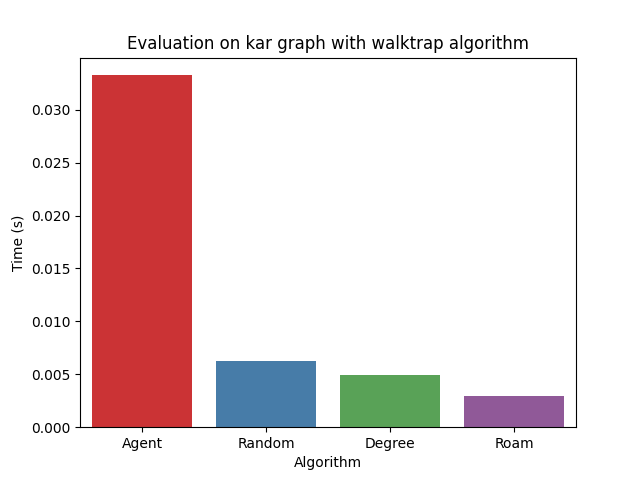 Evaluation on kar graph with walktrap algorithm
0.030
0.025
0.020
0.015
0.010
0.005
0.000
Time (s)
Agent Random Degree Roam
Algorithm